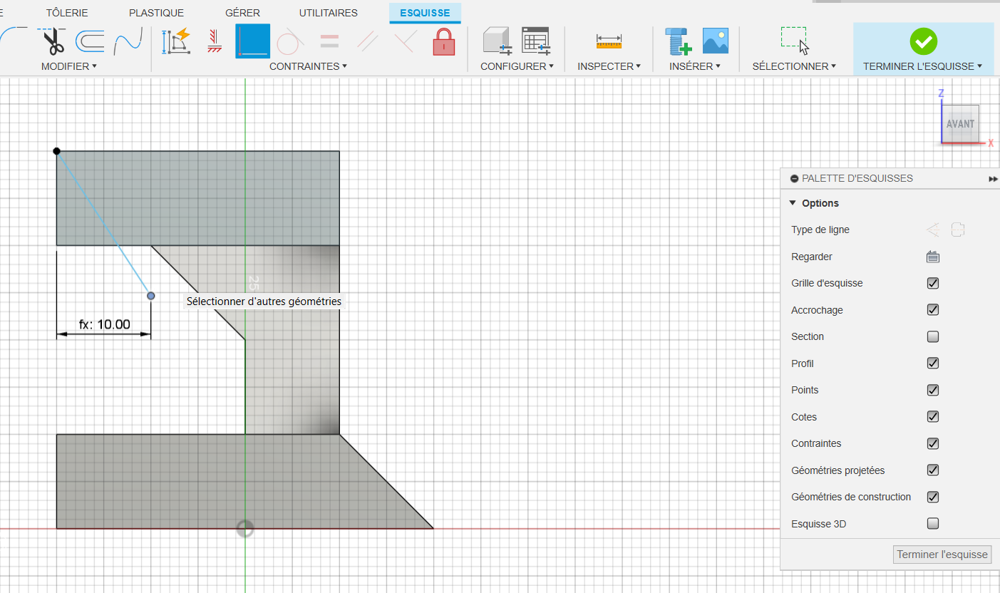 E TÔLERIE PLASTIQUE GÉRER UTILITAIRES ESQUISSE
MODIFIER ▾ CONTRAINTES ▾ CONFIGURER ▾ INSPECTER ▾ INSÉRER ▾ SÉLECTIONNER ▾ TERMINER L'ESQUISSE ▾
Z
AVANT
X
PALETTE D'ESQUISSES
Options
Type de ligne
Regarder
Grille d'esquisse
Accrochage
Section
Profil
Points
Cotes
Contraintes
Géométries projetées
Géométries de construction
Esquisse 3D
Terminer l'esquisse
25
Sélectionner d'autres géométries
fx: 10.00